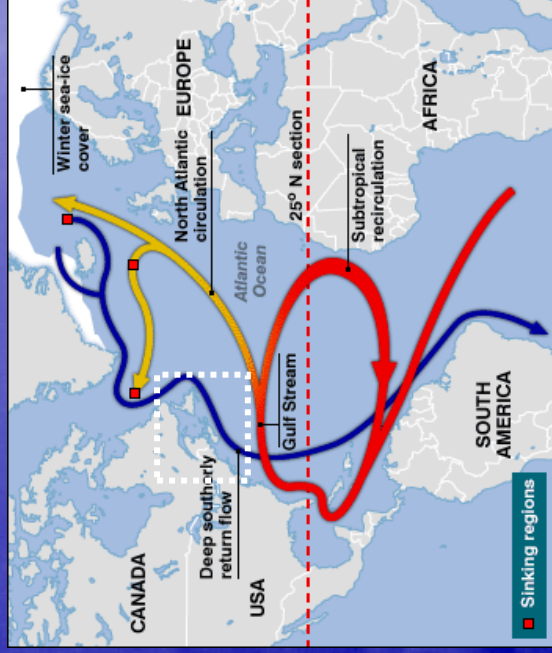 Winter sea-ice
cover
EUROPE
North Atlantic
circulation
Atlantic
Ocean
25º N section
AFRICA
Subtropical
recirculation
Gulf Stream
CANADA
Deep southerly
return flow
USA
SOUTH
AMERICA
Sinking regions